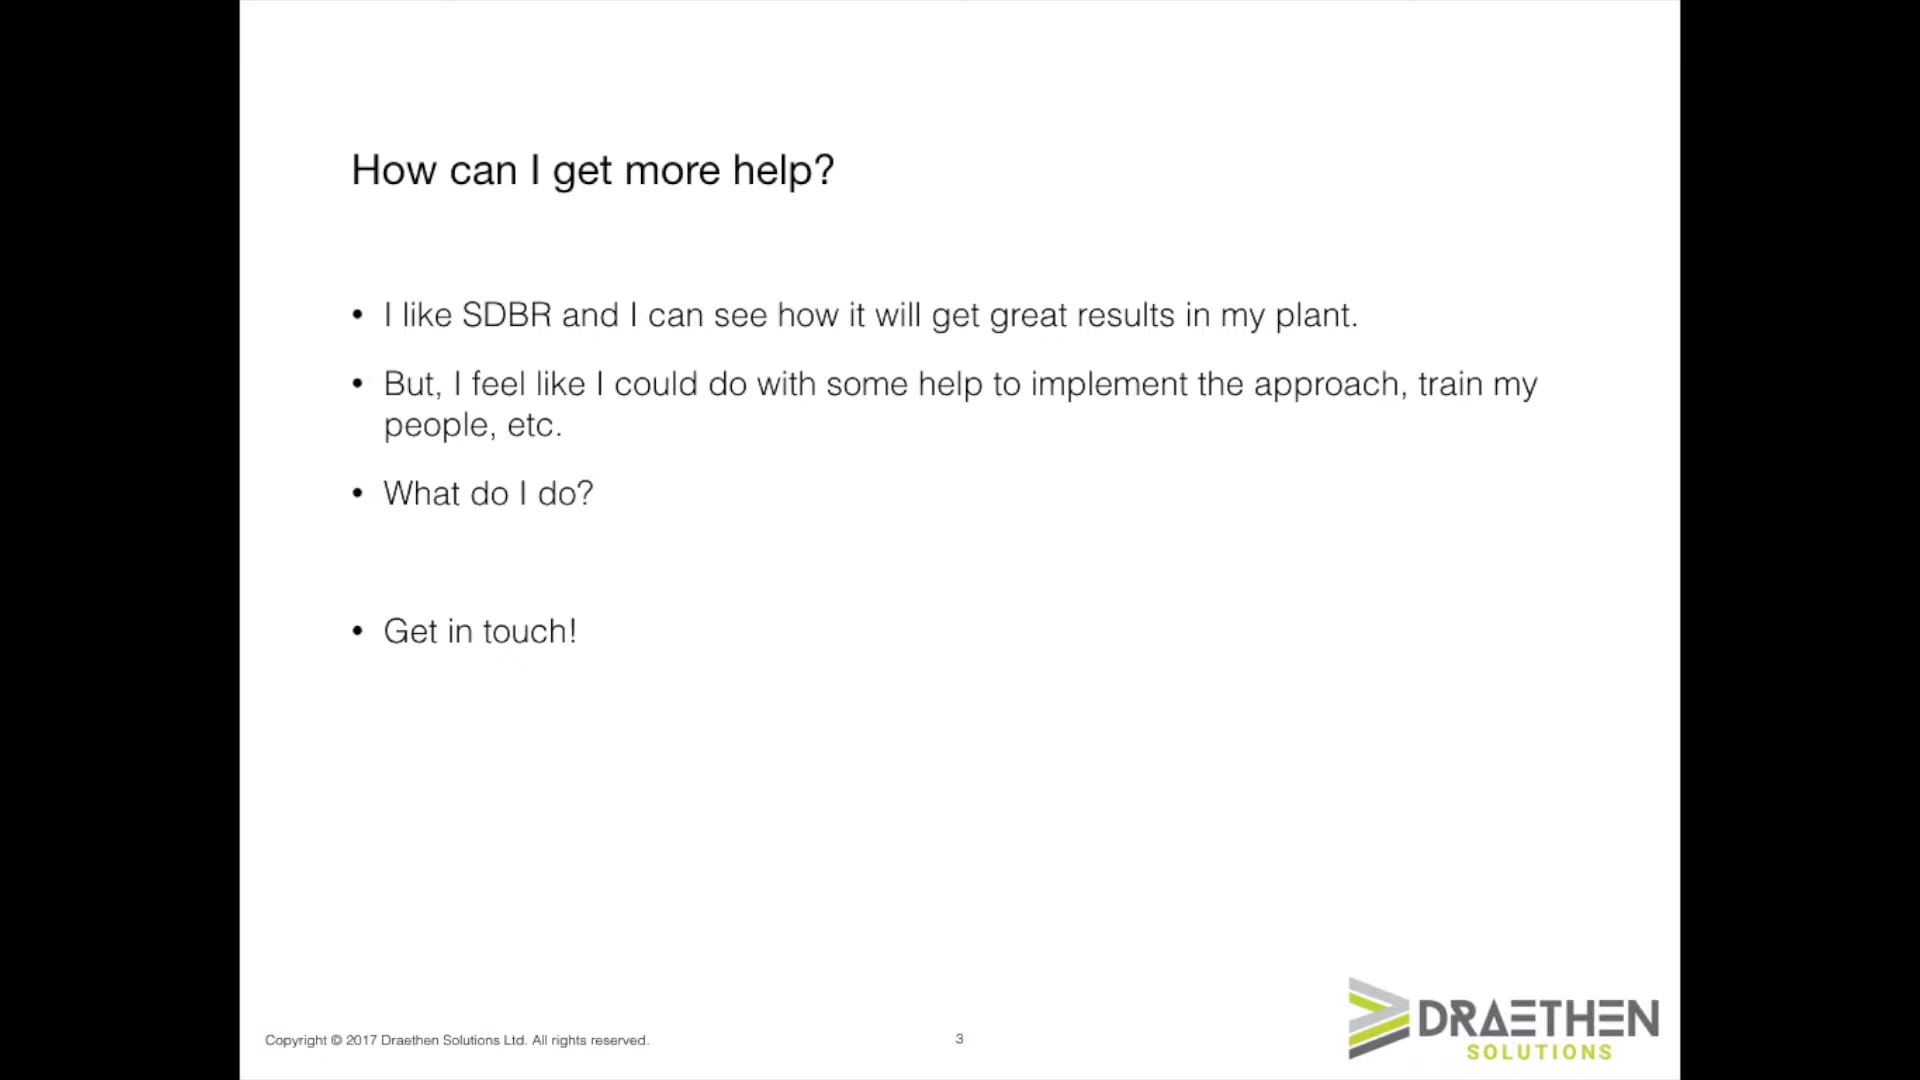 How can I get more help?
• I like SDBR and I can see how it will get great results in my plant.
• But, I feel like I could do with some help to implement the approach, train my
people, etc.
• What do I do?
• Get in touch!
Copyright © 2017 Draethen Solutions Ltd. All rights reserved.
3
DRAETHEN
SOLUTIONS